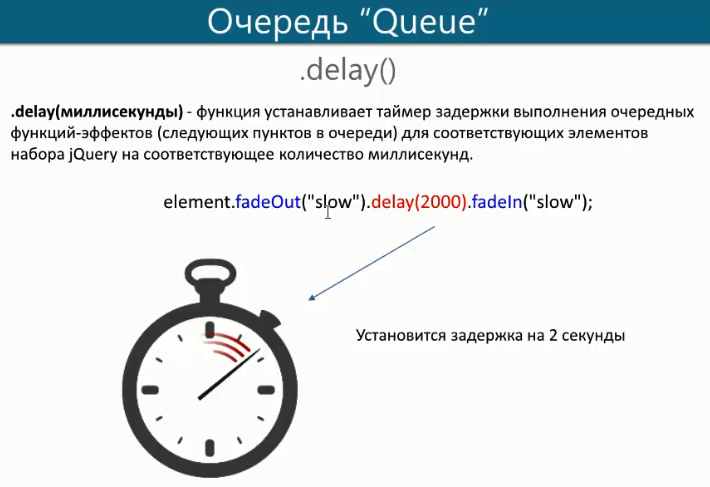 Очередь “Queue”
.delay()
.delay(миллисекунды) - функция устанавливает таймер задержки выполнения очередных
функций-эффектов (следующих пунктов в очереди) для соответствующих элементов
набора jQuery на соответствующее количество миллисекунд.
element.fadeOut("slow").delay(2000).fadeIn("slow");
Установится задержка на 2 секунды